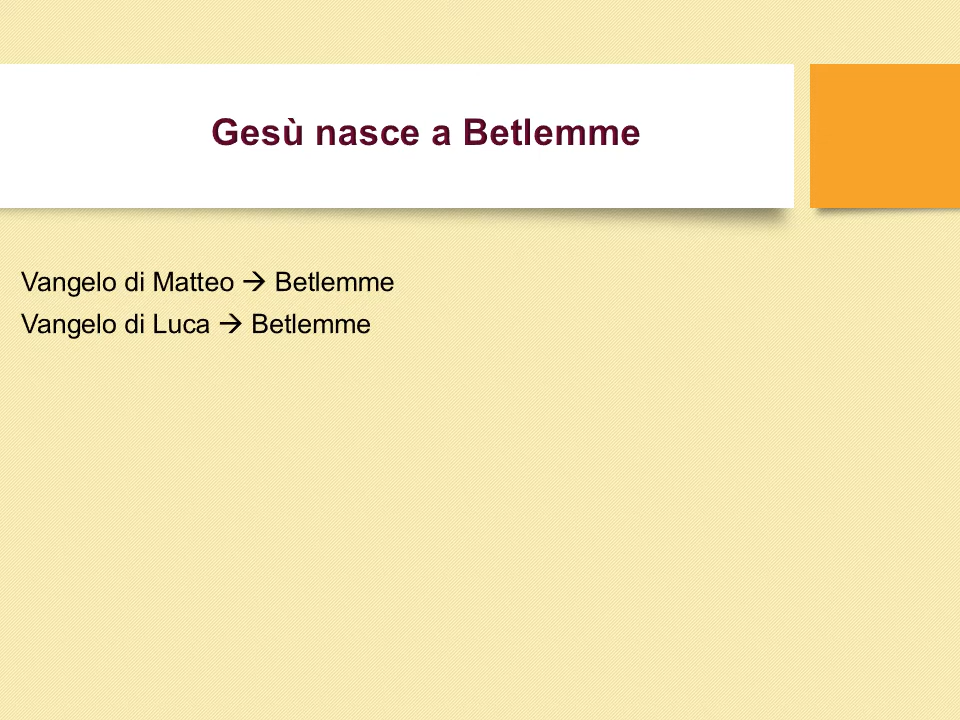 Gesù nasce a Betlemme
Vangelo di Matteo → Betlemme
Vangelo di Luca → Betlemme